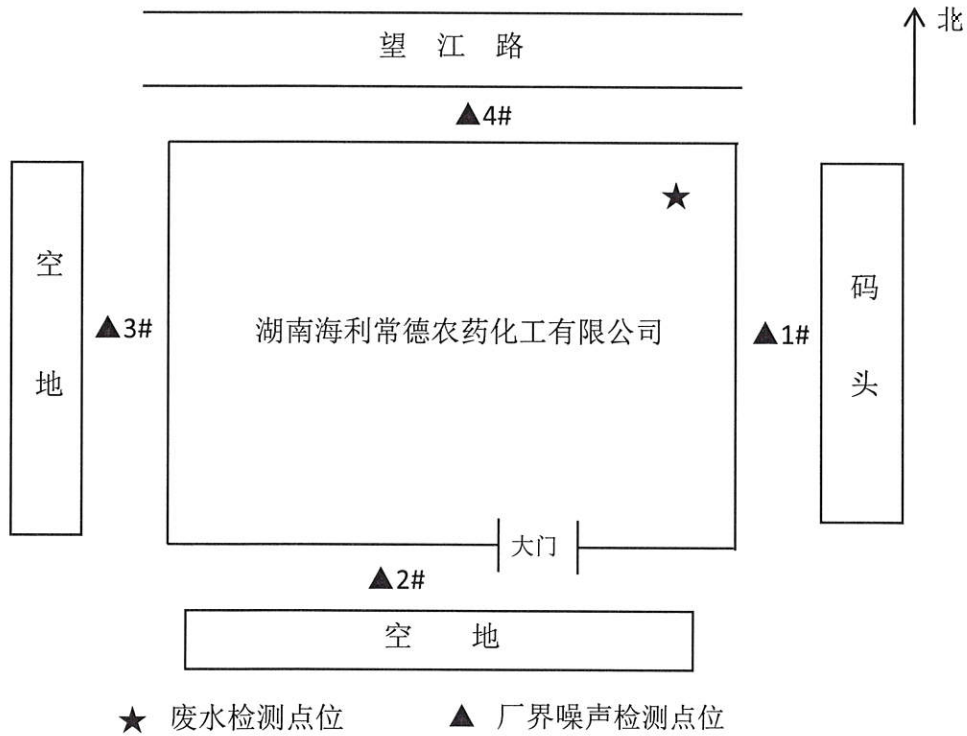 北
望 江 路
▲4#
空地
▲3#
湖南海利常德农药化工有限公司
▲1#
码头
大门
▲2#
空 地
★ 废水检测点位 ▲ 厂界噪声检测点位